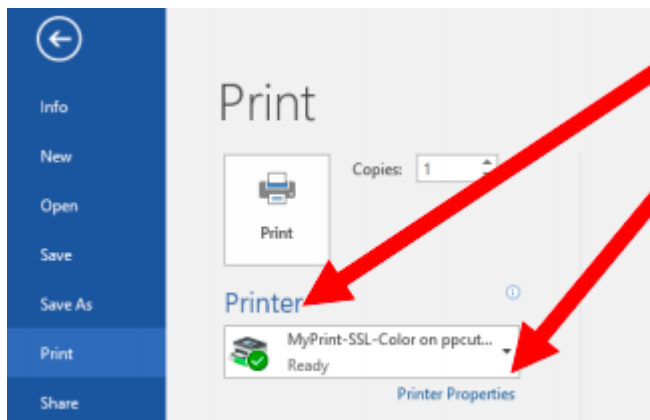 Info
New
Open
Save
Save As
Print
Share
Print
Copies: 1
Print
Printer
MyPrint-SSL-Color on ppcut...
Ready
Printer Properties